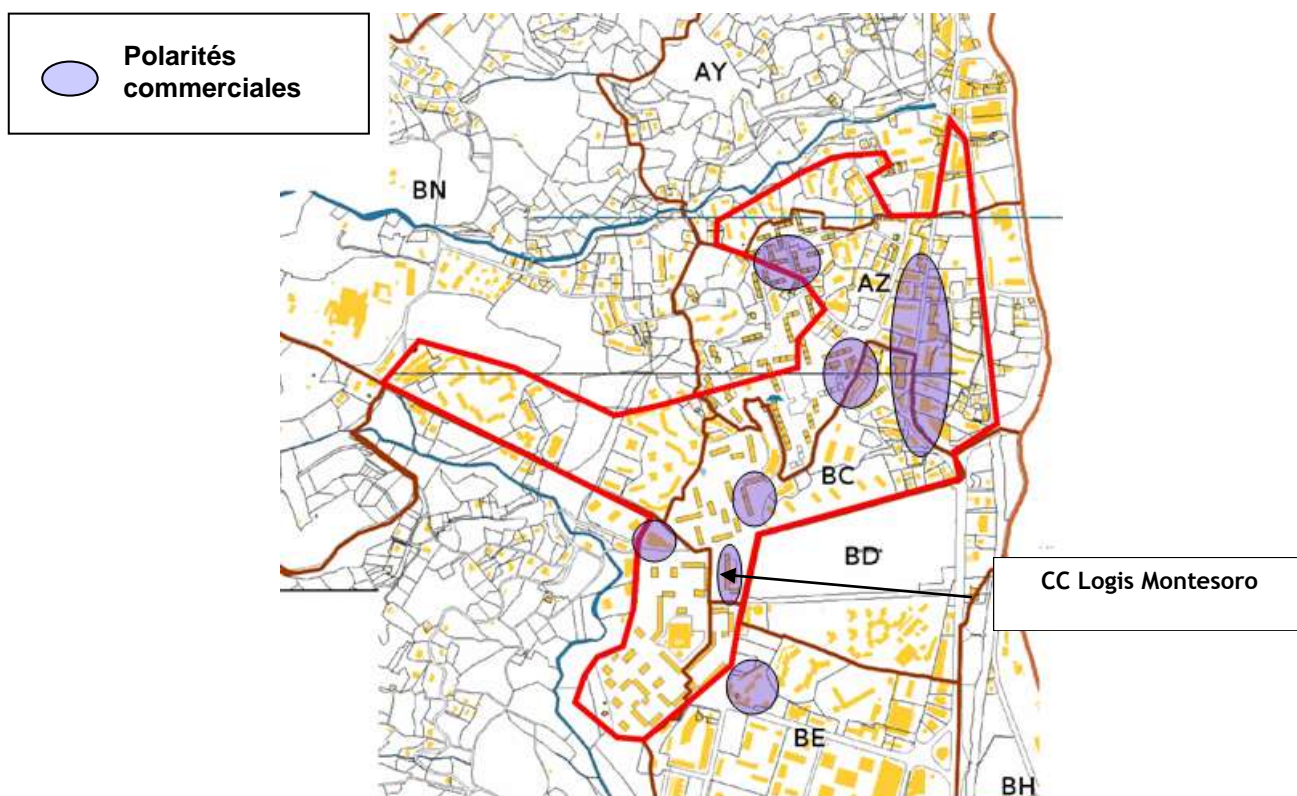 Polarités
commerciales
AY
BN
AZ
BC
BD
CC Logis Montesoro
BE
BH